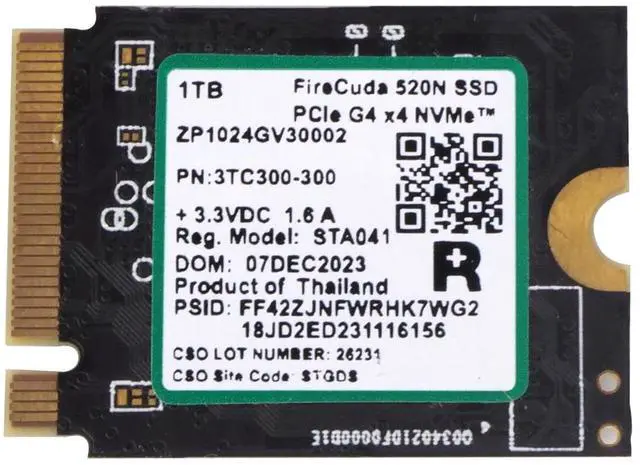 1TB
FireCuda 520N SSD
PCIe G4 x4 NVMe™
ZP1024GV30002
PN:3TC300-300
+ 3.3VDC 1.6 A
Reg. Model: STA041
DOM: 07DEC2023
Product of Thailand
PSID: FF42ZJNFWRHK7WG2
18JD2ED231116156
CSO LOT NUMBER: 26231
CSO Site Code: STGDS
R